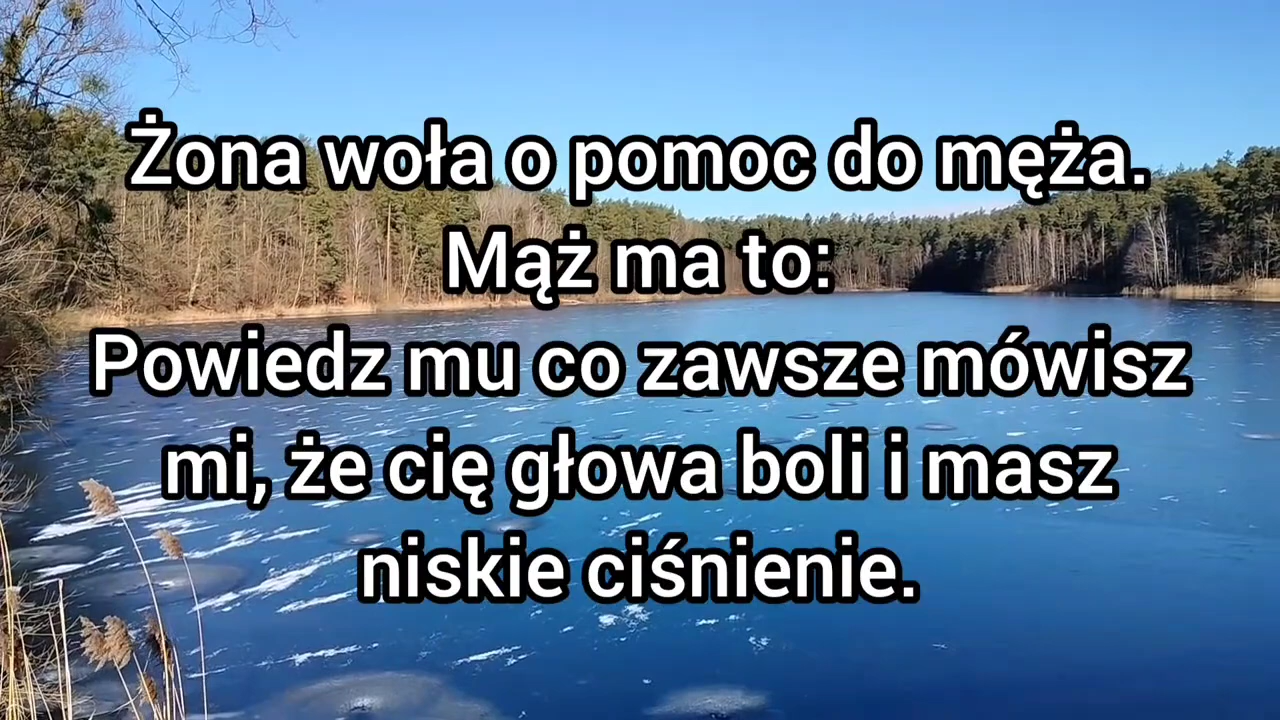 Żona woła o pomoc do męża.
Mąż ma to:
Powiedz mu co zawsze mówisz
mi, że cię głowa boli i masz
niskie ciśnienie.